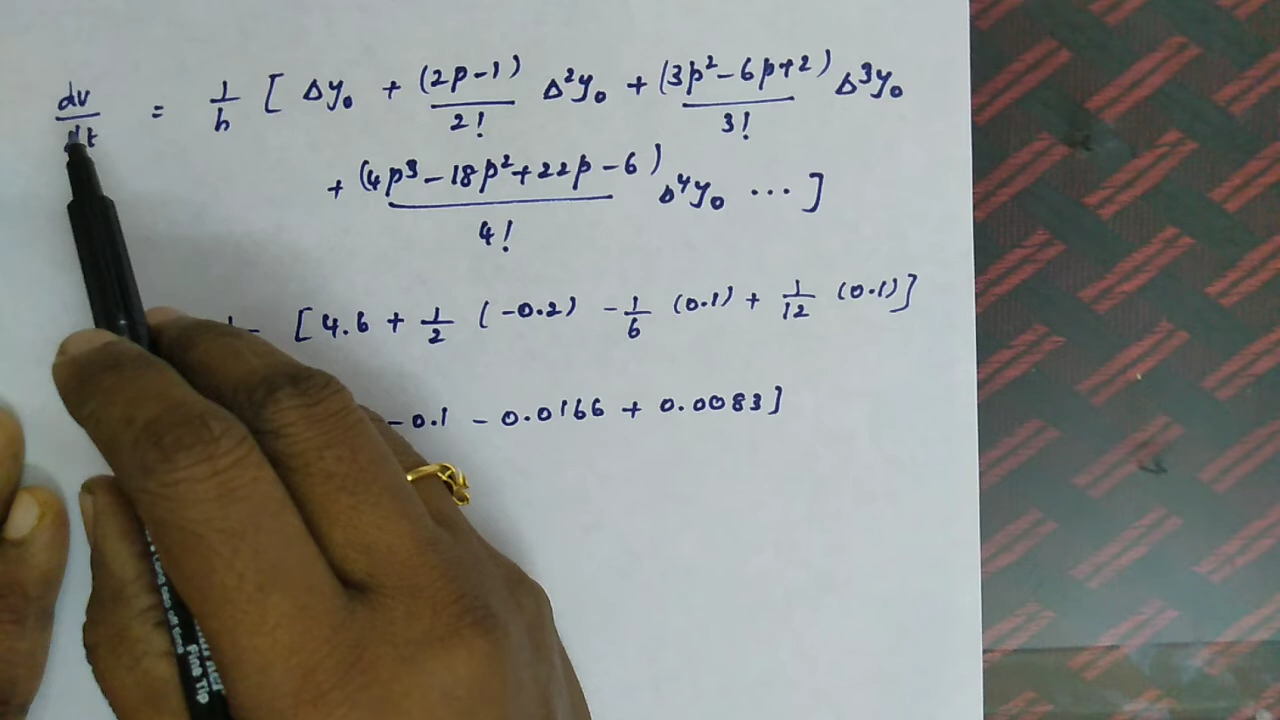 dv/dt = 1/h [ Δy₀ + (2p-1)/2! Δ²y₀ + (3p²-6p+2)/3! Δ³y₀
+ (4p³-18p²+22p-6)/4! Δ⁴y₀ ... ]
[4.6 + 1/2 (-0.2) - 1/6 (0.1) + 1/12 (0.1)]
-0.1 - 0.0166 + 0.0083]
Fine Tip